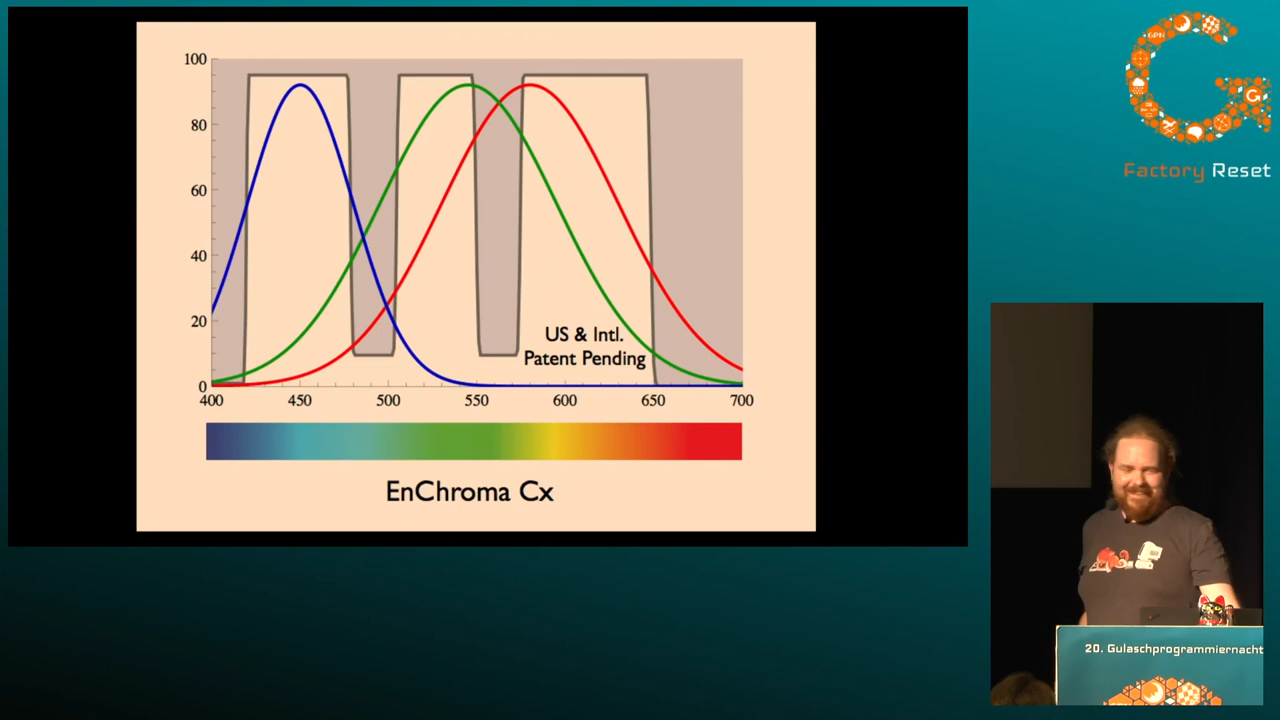 100
80
60
40
20
0
400 450 500 550 600 650 700
US & Intl.
Patent Pending
EnChroma Cx
GPN
Factory Reset
20. Gulaschprogrammiernacht
GPN